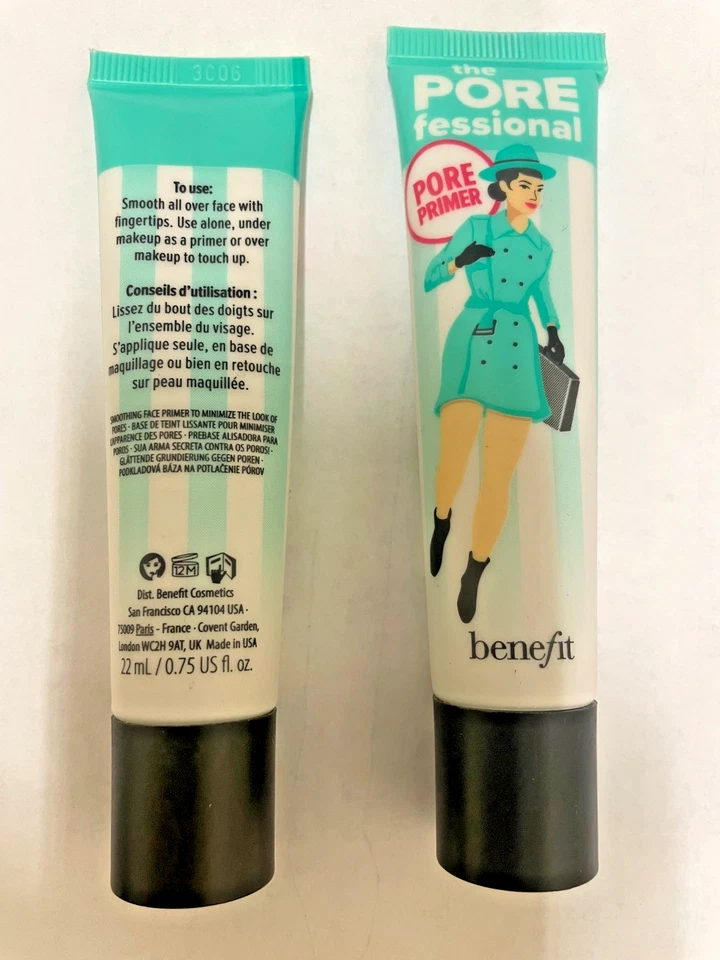 3C06
To use:
Smooth all over face with
fingertips. Use alone, under
makeup as a primer or over
makeup to touch up.
Conseils d'utilisation :
Lissez du bout des doigts sur
l'ensemble du visage.
S'applique seule, en base de
maquillage ou bien en retouche
sur peau maquillée.
SMOOTHING FACE PRIMER TO MINIMIZE THE LOOK OF
PORES · BASE DE TEINT LISSANTE POUR MINIMISER
L'APPARENCE DES PORES · PREBASE ALISADORA PARA
POROS · SUA ARMA SECRETA CONTRA OS POROS! ·
GLÄTTENDE GRUNDIERUNG GEGEN POREN ·
PODKLADOVÁ BÁZA NA POTLAČENIE PÓROV
12M
Dist. Benefit Cosmetics
San Francisco CA 94104 USA ·
75009 Paris - France · Covent Garden,
London WC2H 9AT, UK Made in USA
22 mL / 0.75 US fl. oz.
the
PORE
fessional
PORE
PRIMER
benefit